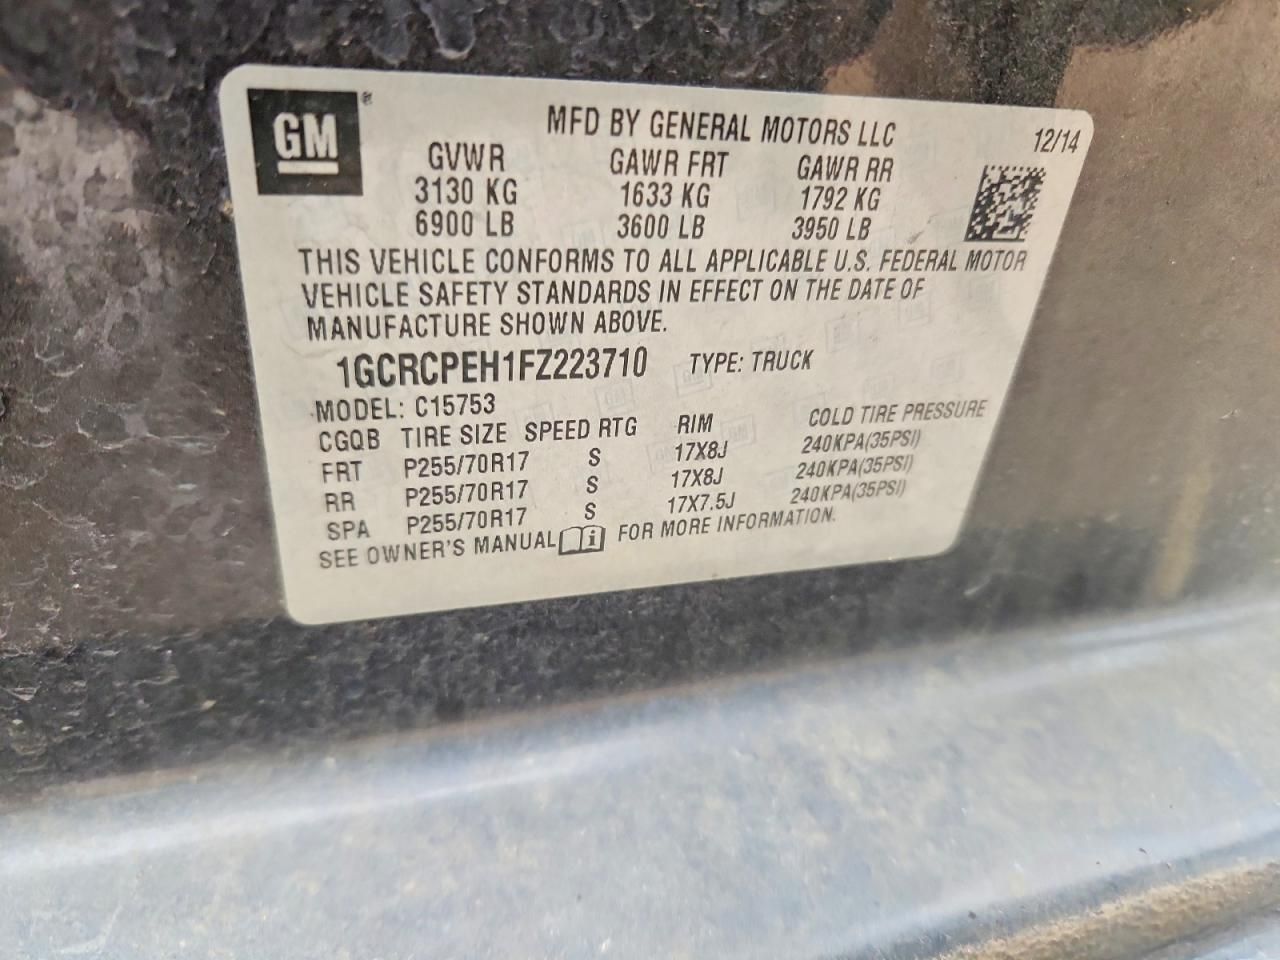 GM®
MFD BY GENERAL MOTORS LLC 12/14
GVWR GAWR FRT GAWR RR
3130 KG 1633 KG 1792 KG
6900 LB 3600 LB 3950 LB
THIS VEHICLE CONFORMS TO ALL APPLICABLE U.S. FEDERAL MOTOR
VEHICLE SAFETY STANDARDS IN EFFECT ON THE DATE OF
MANUFACTURE SHOWN ABOVE.
1GCRCPEH1FZ223710 TYPE: TRUCK
MODEL: C15753
CGQB TIRE SIZE SPEED RTG RIM COLD TIRE PRESSURE
FRT P255/70R17 S 17X8J 240KPA(35PSI)
RR P255/70R17 S 17X8J 240KPA(35PSI)
SPA P255/70R17 S 17X7.5J 240KPA(35PSI)
SEE OWNER'S MANUAL i FOR MORE INFORMATION.